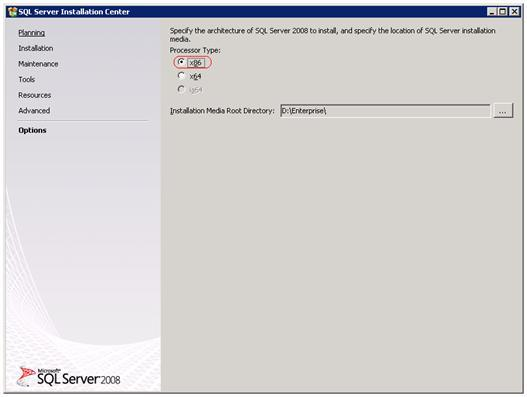 SQL Server Installation Center
Planning
Installation
Maintenance
Tools
Resources
Advanced
Options
Specify the architecture of SQL Server 2008 to install, and specify the location of SQL Server installation
media.
Processor Type:
x86
x64
ia64
Installation Media Root Directory: D:\Enterprise\ ...
Microsoft
SQL Server 2008